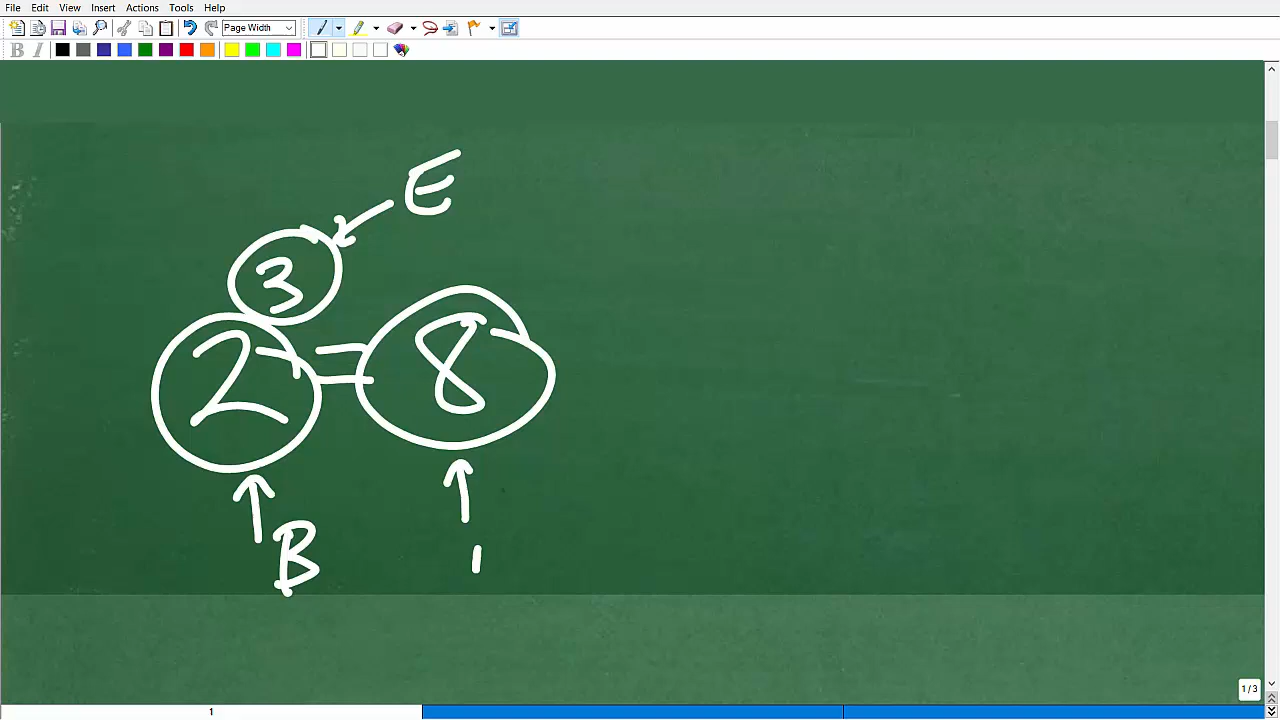 File Edit View Insert Actions Tools Help
Page Width
B I
E
3
2 = 8
B
1/3
1